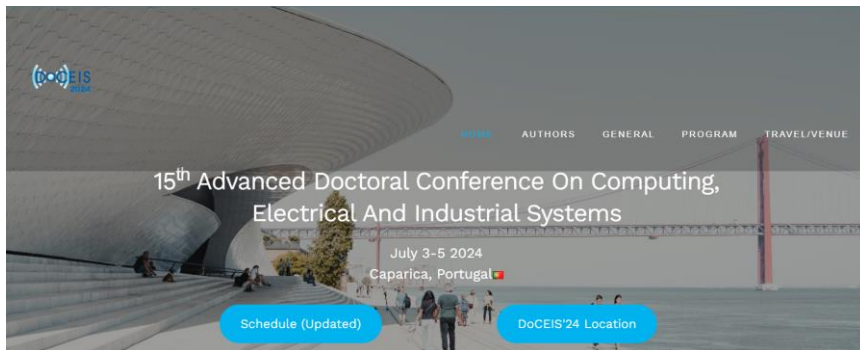 DoCEIS
2024
HOME AUTHORS GENERAL PROGRAM TRAVEL/VENUE
15th Advanced Doctoral Conference On Computing,
Electrical And Industrial Systems
July 3-5 2024
Caparica, Portugal
Schedule (Updated) DoCEIS'24 Location